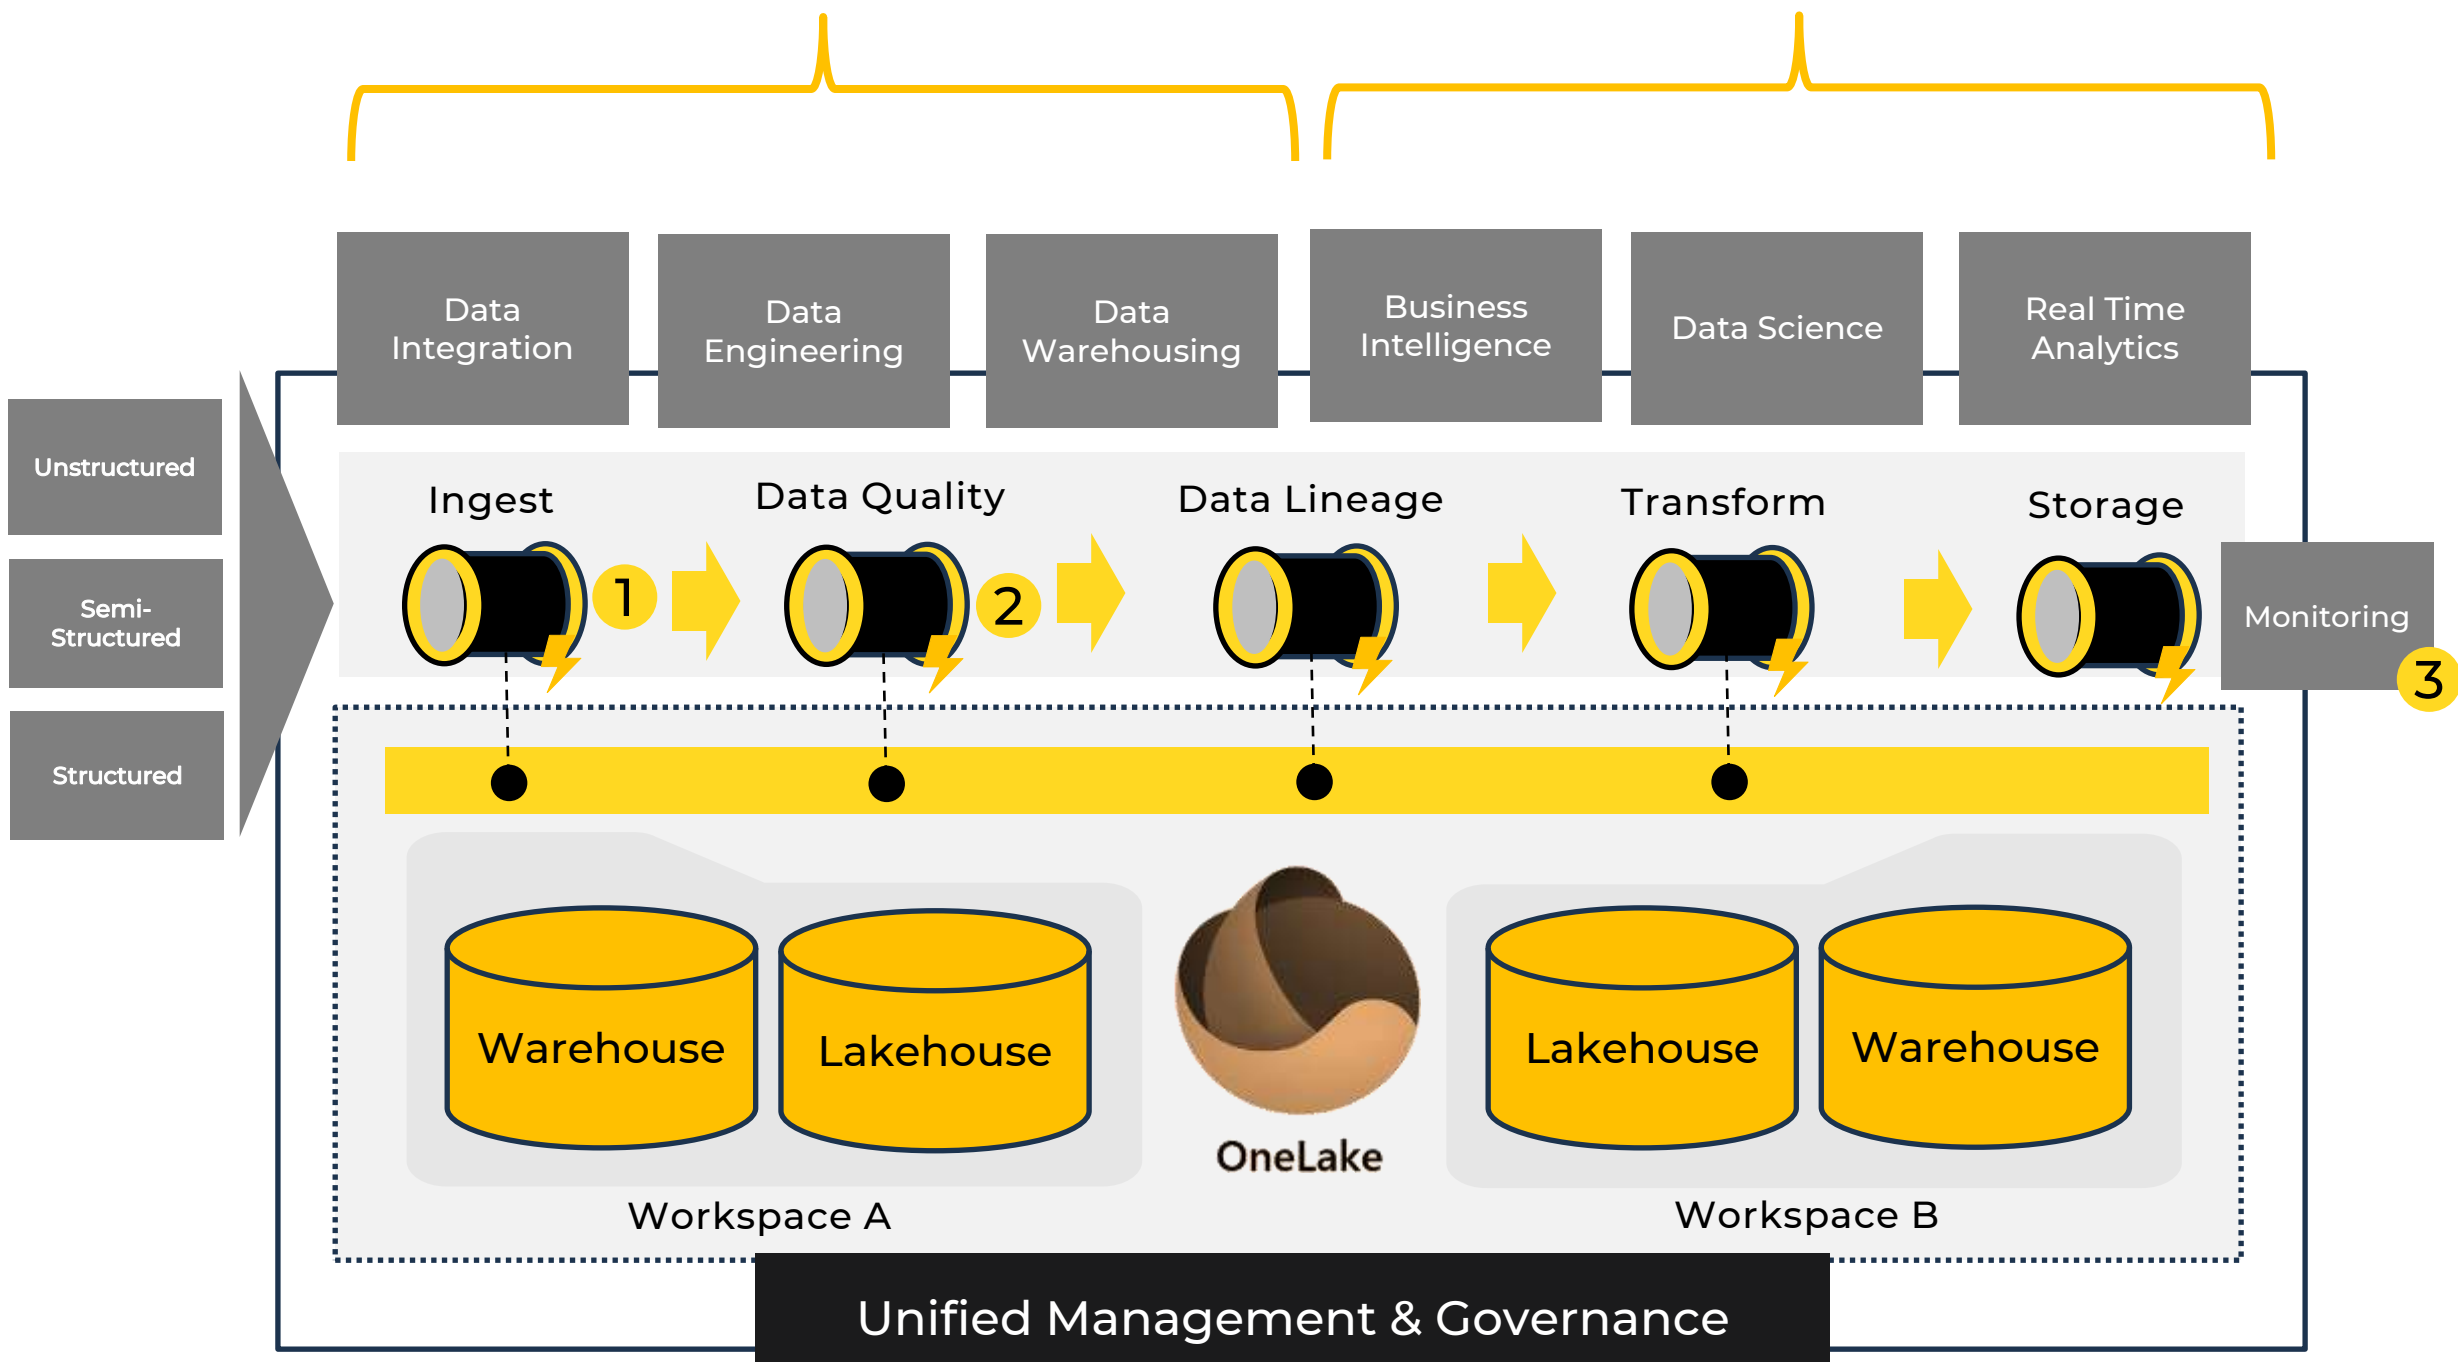 Data
Integration
Data
Engineering
Data
Warehousing
Business
Intelligence
Data Science
Real Time
Analytics
Unstructured
Semi-
Structured
Structured
Ingest
Data Quality
Data Lineage
Transform
Storage
1
2
Monitoring
3
Warehouse
Lakehouse
OneLake
Lakehouse
Warehouse
Workspace A
Workspace B
Unified Management & Governance